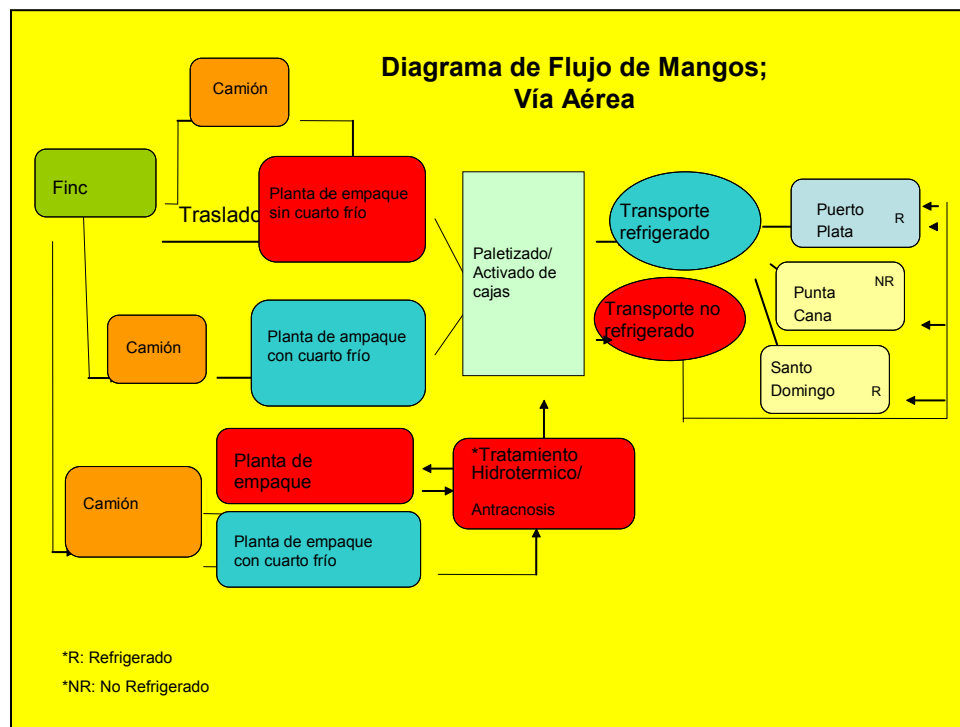 Diagrama de Flujo de Mangos;
Vía Aérea
Camión
Finc
Traslado
Planta de empaque
sin cuarto frío
Paletizado/
Activado de
cajas
Transporte
refrigerado
Puerto
Plata
R
Transporte no
refrigerado
NR
Punta
Cana
Camión
Planta de ampaque
con cuarto frío
Santo
Domingo
R
Planta de
empaque
*Tratamiento
Hidrotermico/
Antracnosis
Camión
Planta de empaque
con cuarto frío
*R: Refrigerado
*NR: No Refrigerado